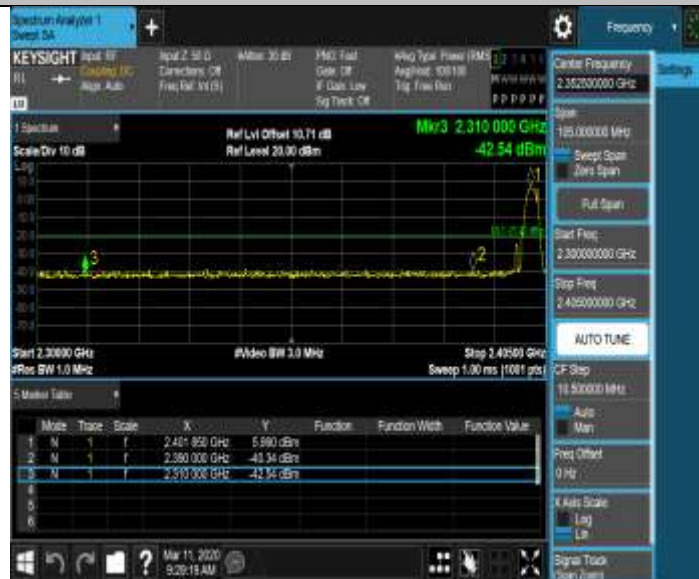 Spectrum Analyzer 1
Swept SA
Frequency
KEYSIGHT Input: RF
Coupling: DC
Align: Auto
Input Z: 50 Ω
Corrections: Off
Freq Ref: Int (S)
#Atten: 30 dB
PNO: Fast
Gate: Off
IF Gain: Low
Sig Track: Off
Avg Type: Power (RMS
Avg|Hold: 100/100
Trig: Free Run
P P P P P P
Center Frequency
2.352500000 GHz
Settings
Span
105.000000 MHz
Swept Span
Zero Span
Full Span
Start Freq
2.300000000 GHz
Stop Freq
2.405000000 GHz
AUTO TUNE
CF Step
10.500000 MHz
Auto
Man
Freq Offset
0 Hz
X Axis Scale
Log
Lin
Signal Track
(Span Zoom)
1 Spectrum
Scale/Div 10 dB
Log
Ref Lvl Offset 10.71 dB
Ref Level 20.00 dBm
Mkr3 2.310 000 GHz
-42.54 dBm
1
2
3
Start 2.30000 GHz
#Res BW 1.0 MHz
#Video BW 3.0 MHz
Stop 2.40500 GHz
Sweep 1.00 ms (1001 pts)
5 Marker Table
Mode Trace Scale X Y Function Function Width Function Value
1 N 1 f 2.401 850 GHz 5.990 dBm
2 N 1 f 2.390 000 GHz
3 N 1 f 2.310 000 GHz -42.54 dBm
4
5
6
Mar 11, 2020
9:29:19 AM